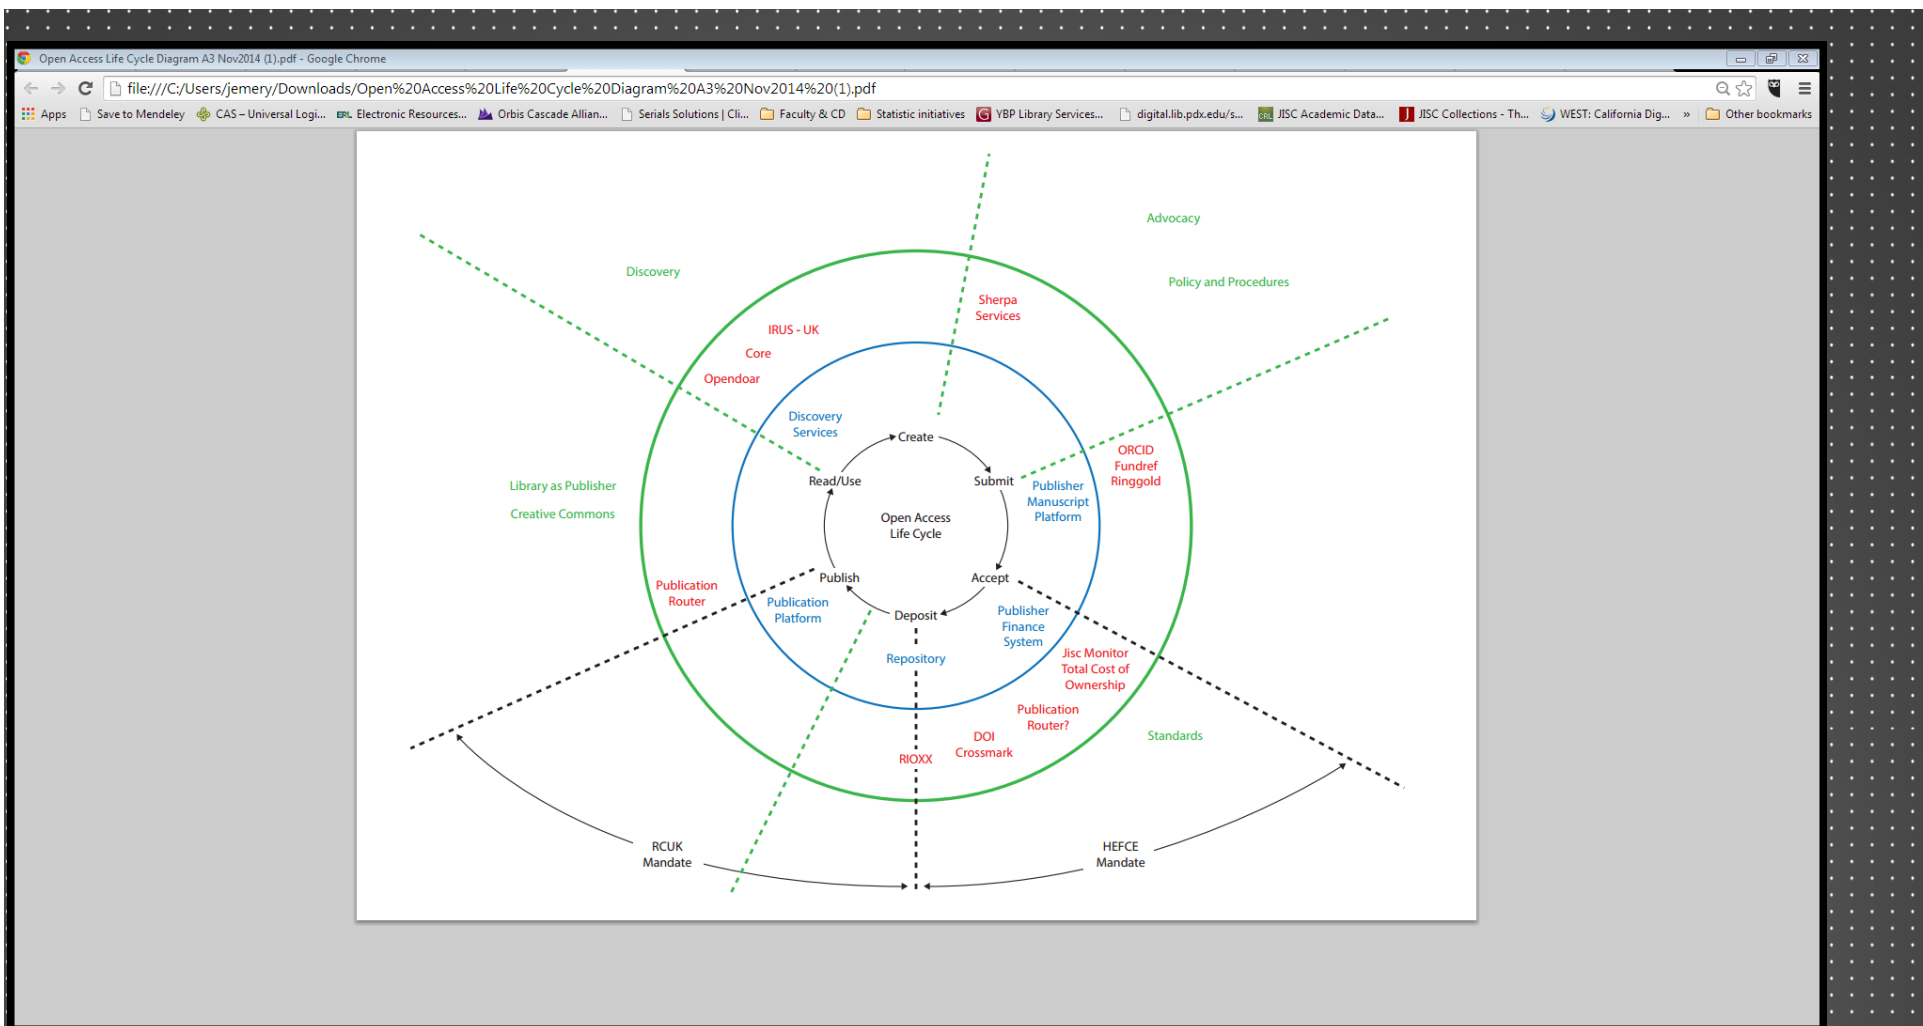 Open Access Life Cycle Diagram A3 Nov2014 (1).pdf - Google Chrome
file:///C:/Users/jemery/Downloads/Open%20Access%20Life%20Cycle%20Diagram%20A3%20Nov2014%20(1).pdf
Apps Save to Mendeley CAS – Universal Logi... ERL Electronic Resources... Orbis Cascade Allian... Serials Solutions | Cli... Faculty & CD Statistic initiatives YBP Library Services... digital.lib.pdx.edu/s... CRL JISC Academic Data... JISC Collections - Th... WEST: California Dig... » Other bookmarks
Advocacy
Discovery
Policy and Procedures
Sherpa
Services
IRUS - UK
Core
Opendoar
Discovery
Services
Create
ORCID
Fundref
Ringgold
Read/Use
Submit
Publisher
Manuscript
Platform
Library as Publisher
Creative Commons
Open Access
Life Cycle
Publish
Accept
Publication
Router
Publication
Platform
Deposit
Publisher
Finance
System
Repository
Jisc Monitor
Total Cost of
Ownership
Publication
Router?
DOI
Crossmark
RIOXX
Standards
RCUK
Mandate
HEFCE
Mandate